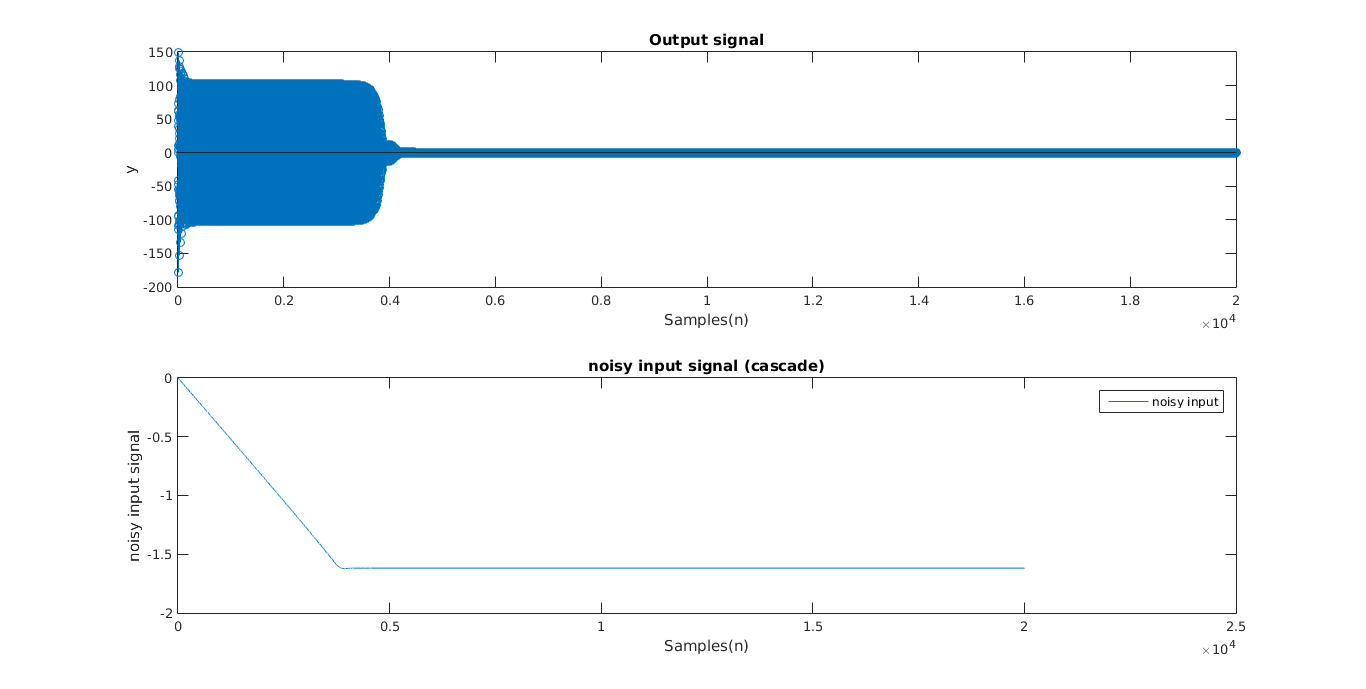 Output signal
150
100
50
0
-50
-100
-150
-200
y
0 0.2 0.4 0.6 0.8 1 1.2 1.4 1.6 1.8 2
Samples(n)
×10^4
noisy input signal (cascade)
0
-0.5
-1
-1.5
-2
noisy input signal
noisy input
0 0.5 1 1.5 2 2.5
Samples(n)
×10^4